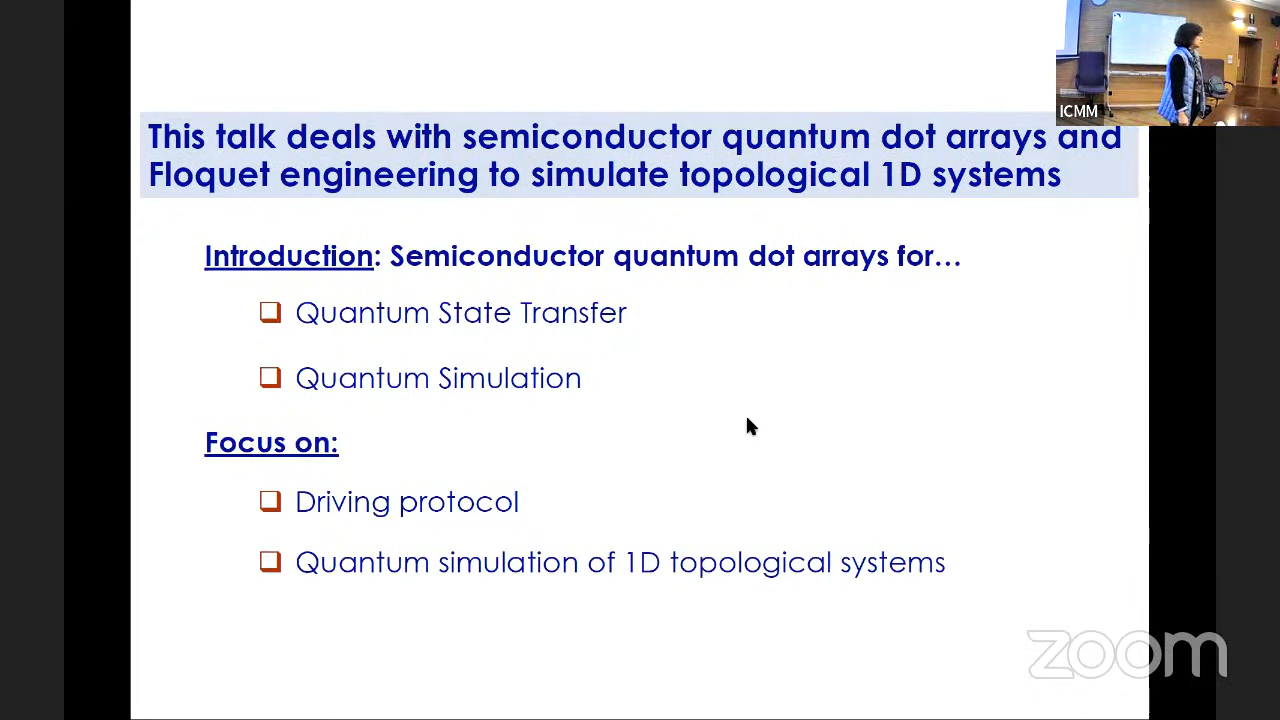 This talk deals with semiconductor quantum dot arrays and
Floquet engineering to simulate topological 1D systems
Introduction: Semiconductor quantum dot arrays for…
Quantum State Transfer
Quantum Simulation
Focus on:
Driving protocol
Quantum simulation of 1D topological systems
ICMM
zoom